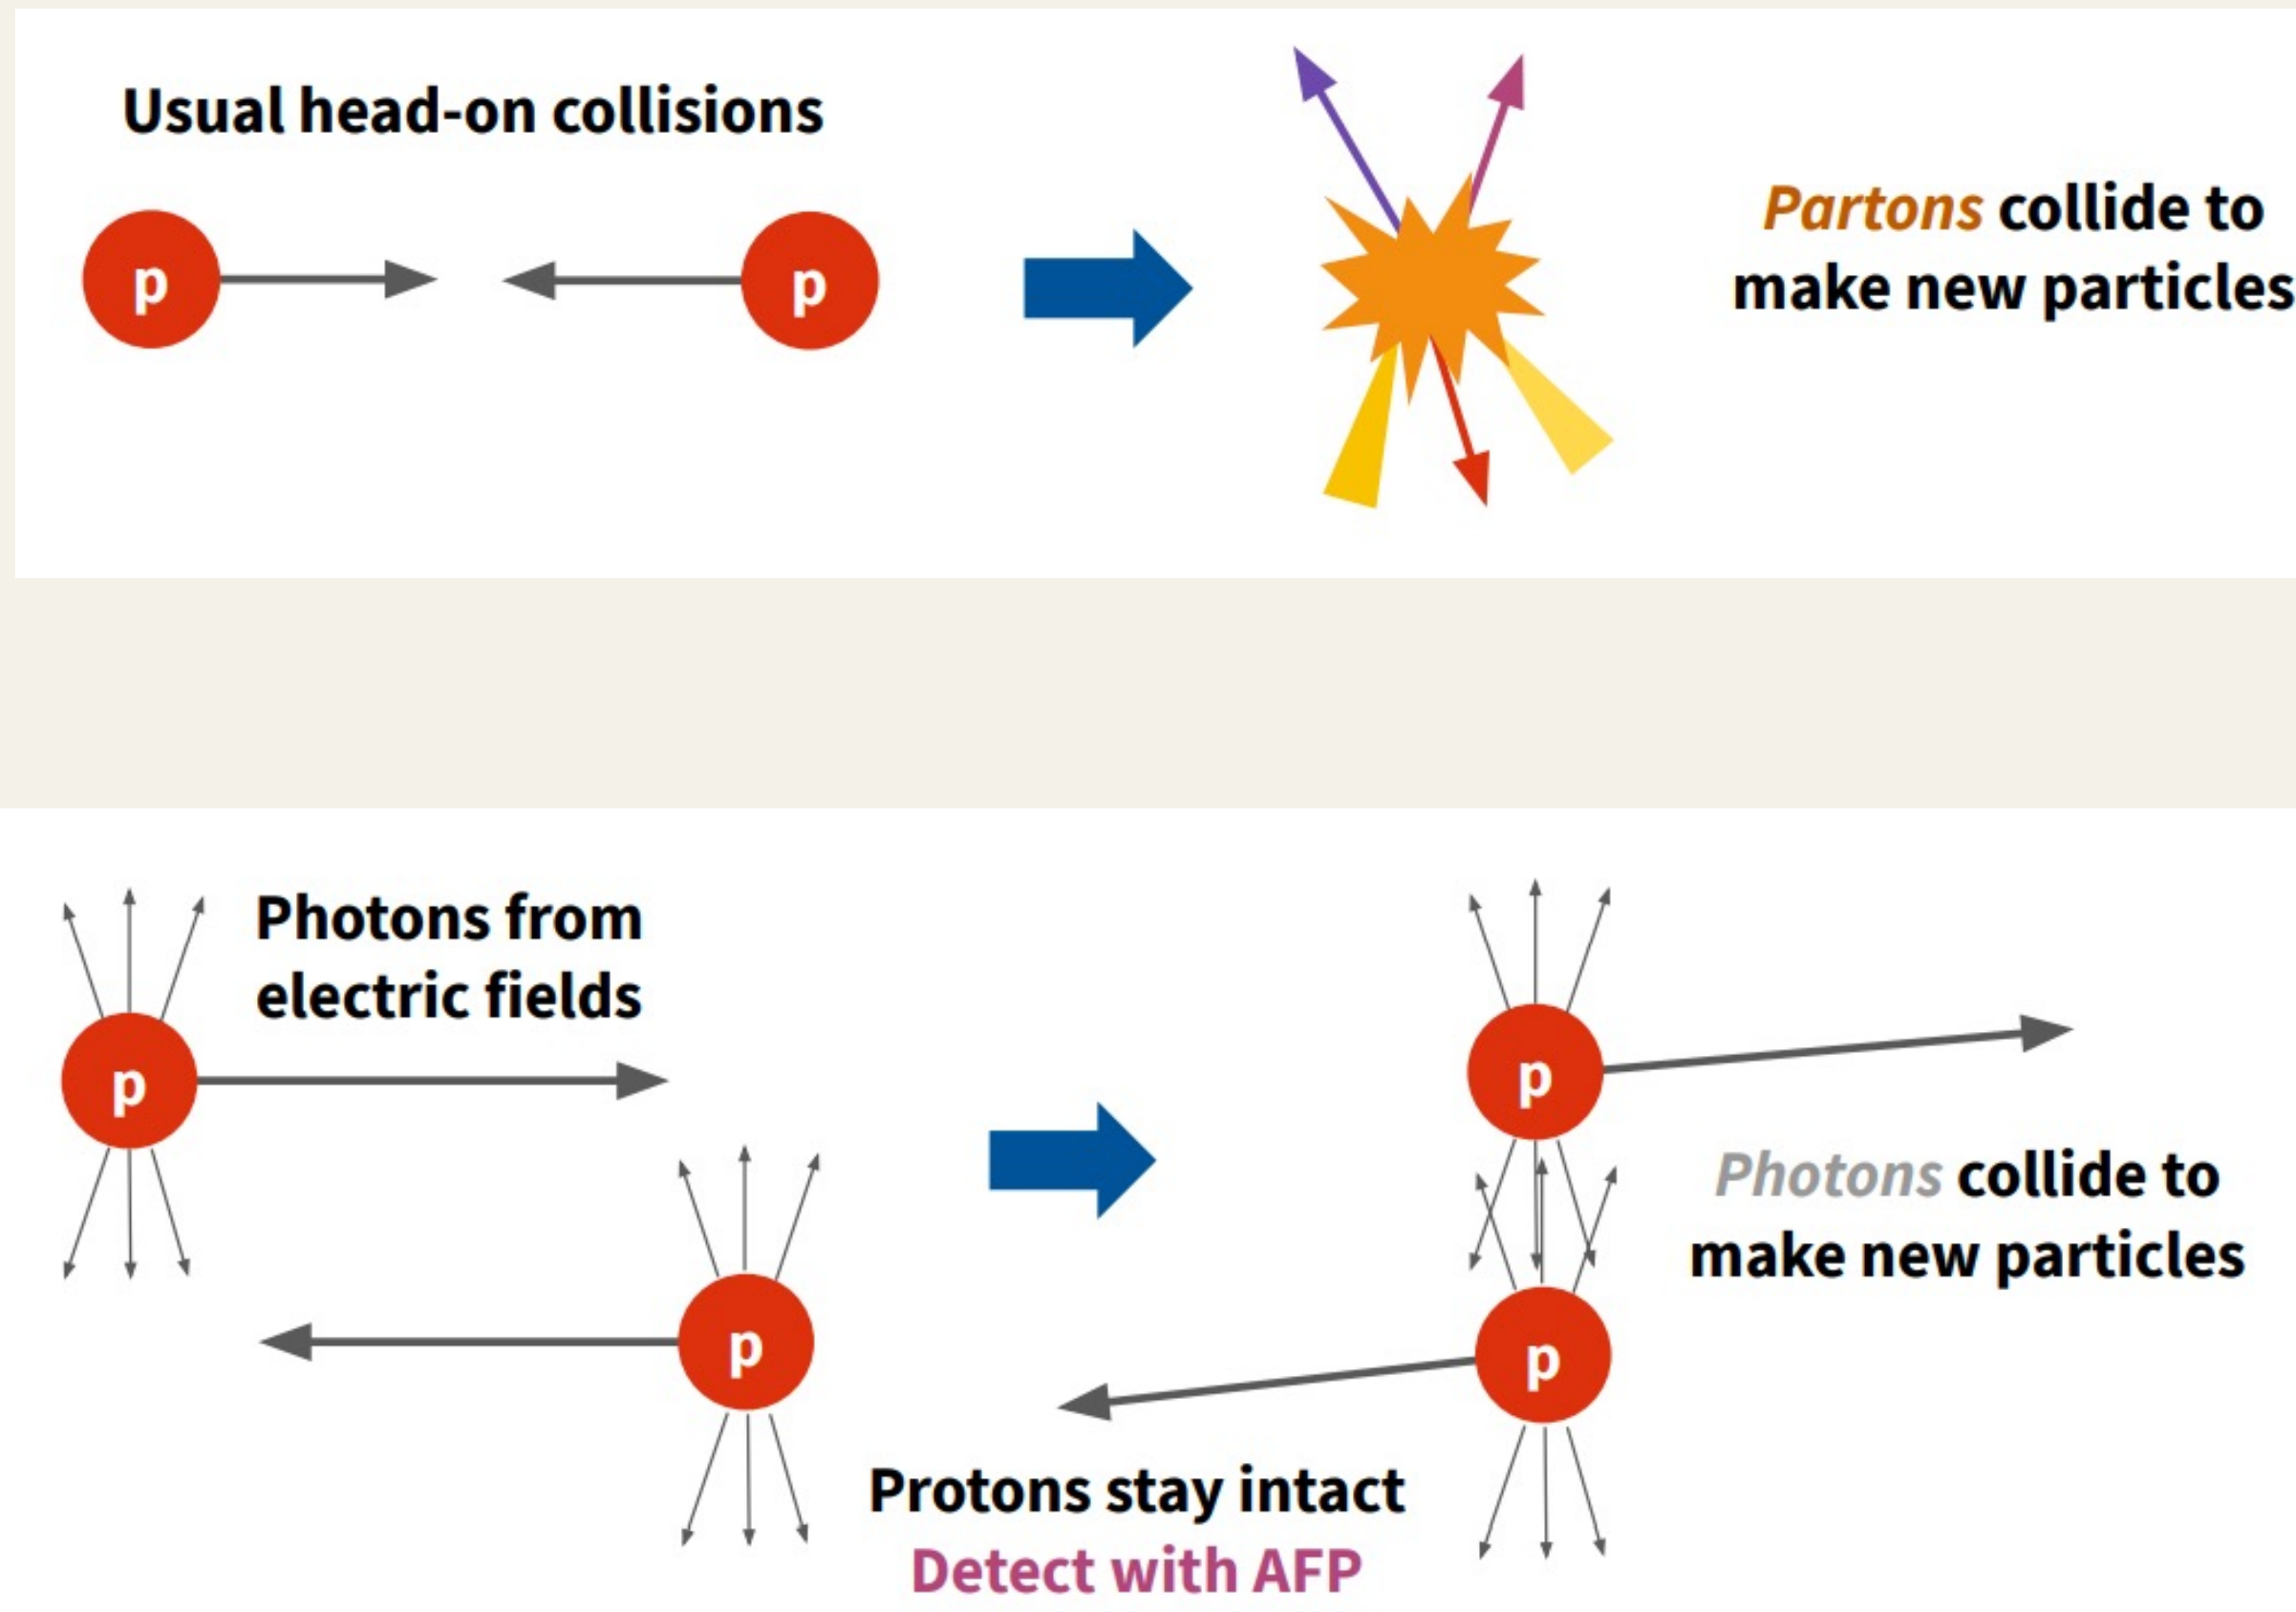 Usual head-on collisions
p
p
Partons collide to
make new particles
Photons from
electric fields
p
p
p
Photons collide to
make new particles
p
Protons stay intact
Detect with AFP